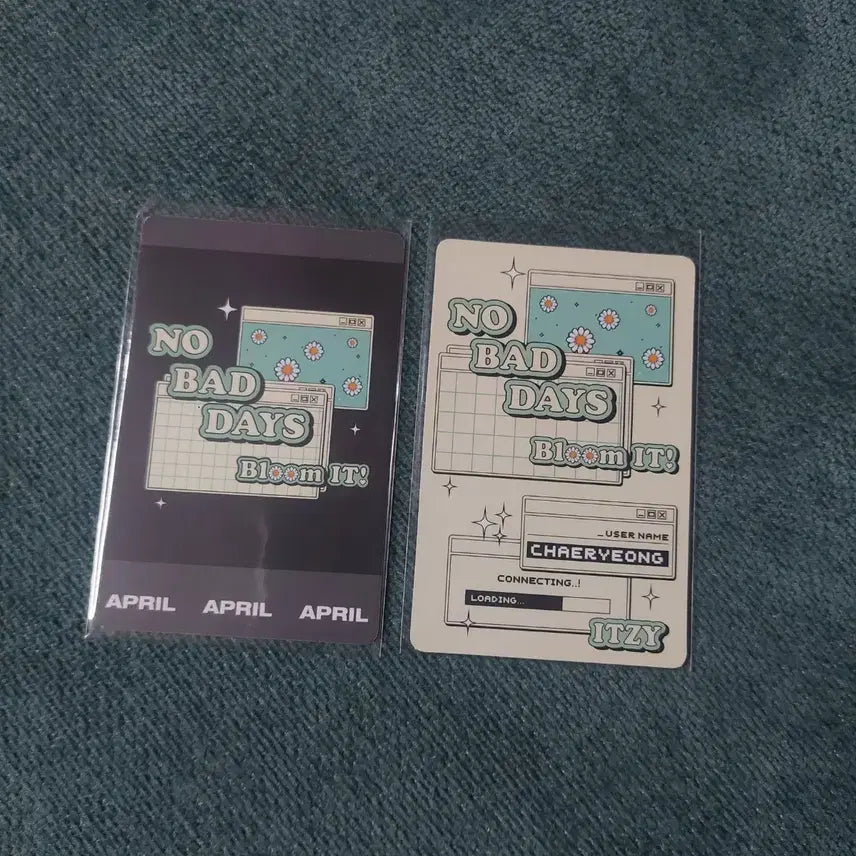 NO
BAD
DAYS
Bloom IT!
APRIL APRIL APRIL
NO
BAD
DAYS
Bloom IT!
_USER NAME
CHAERYEONG
CONNECTING..!
LOADING...
ITZY